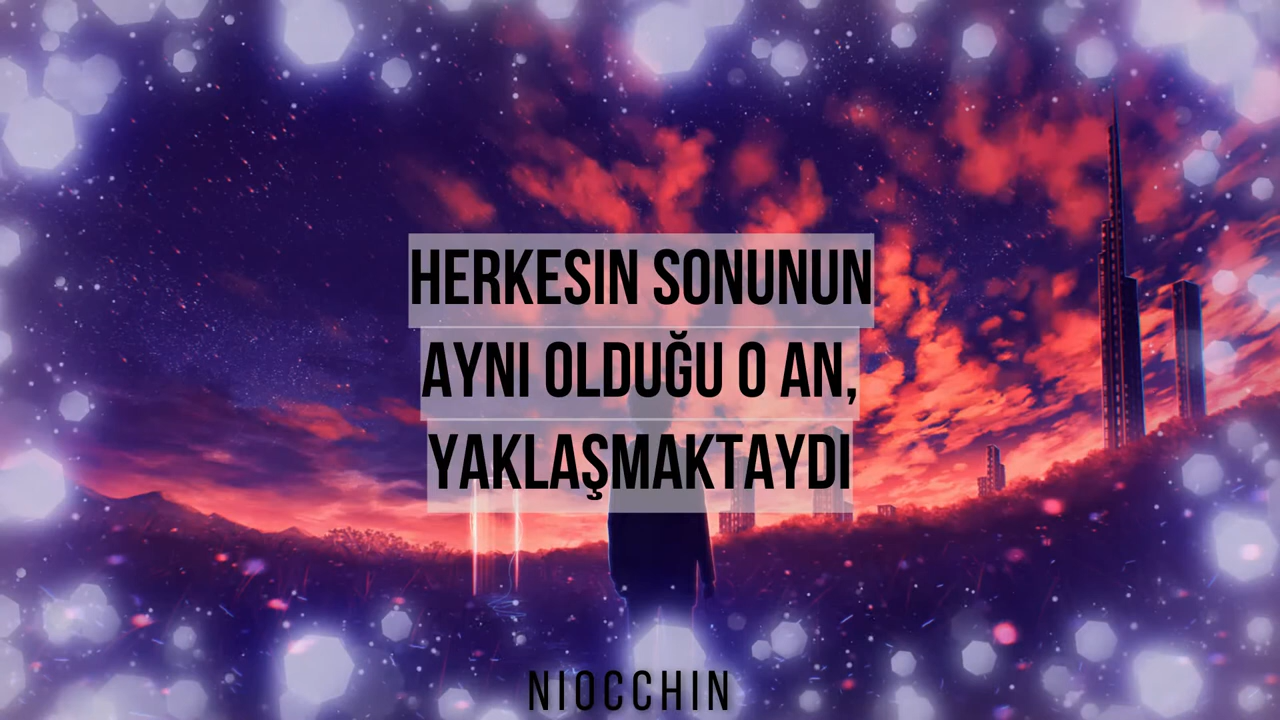 HERKESIN SONUNUN
AYNI OLDUĞU O AN,
YAKLAŞMAKTAYDI
NIOCCHIN